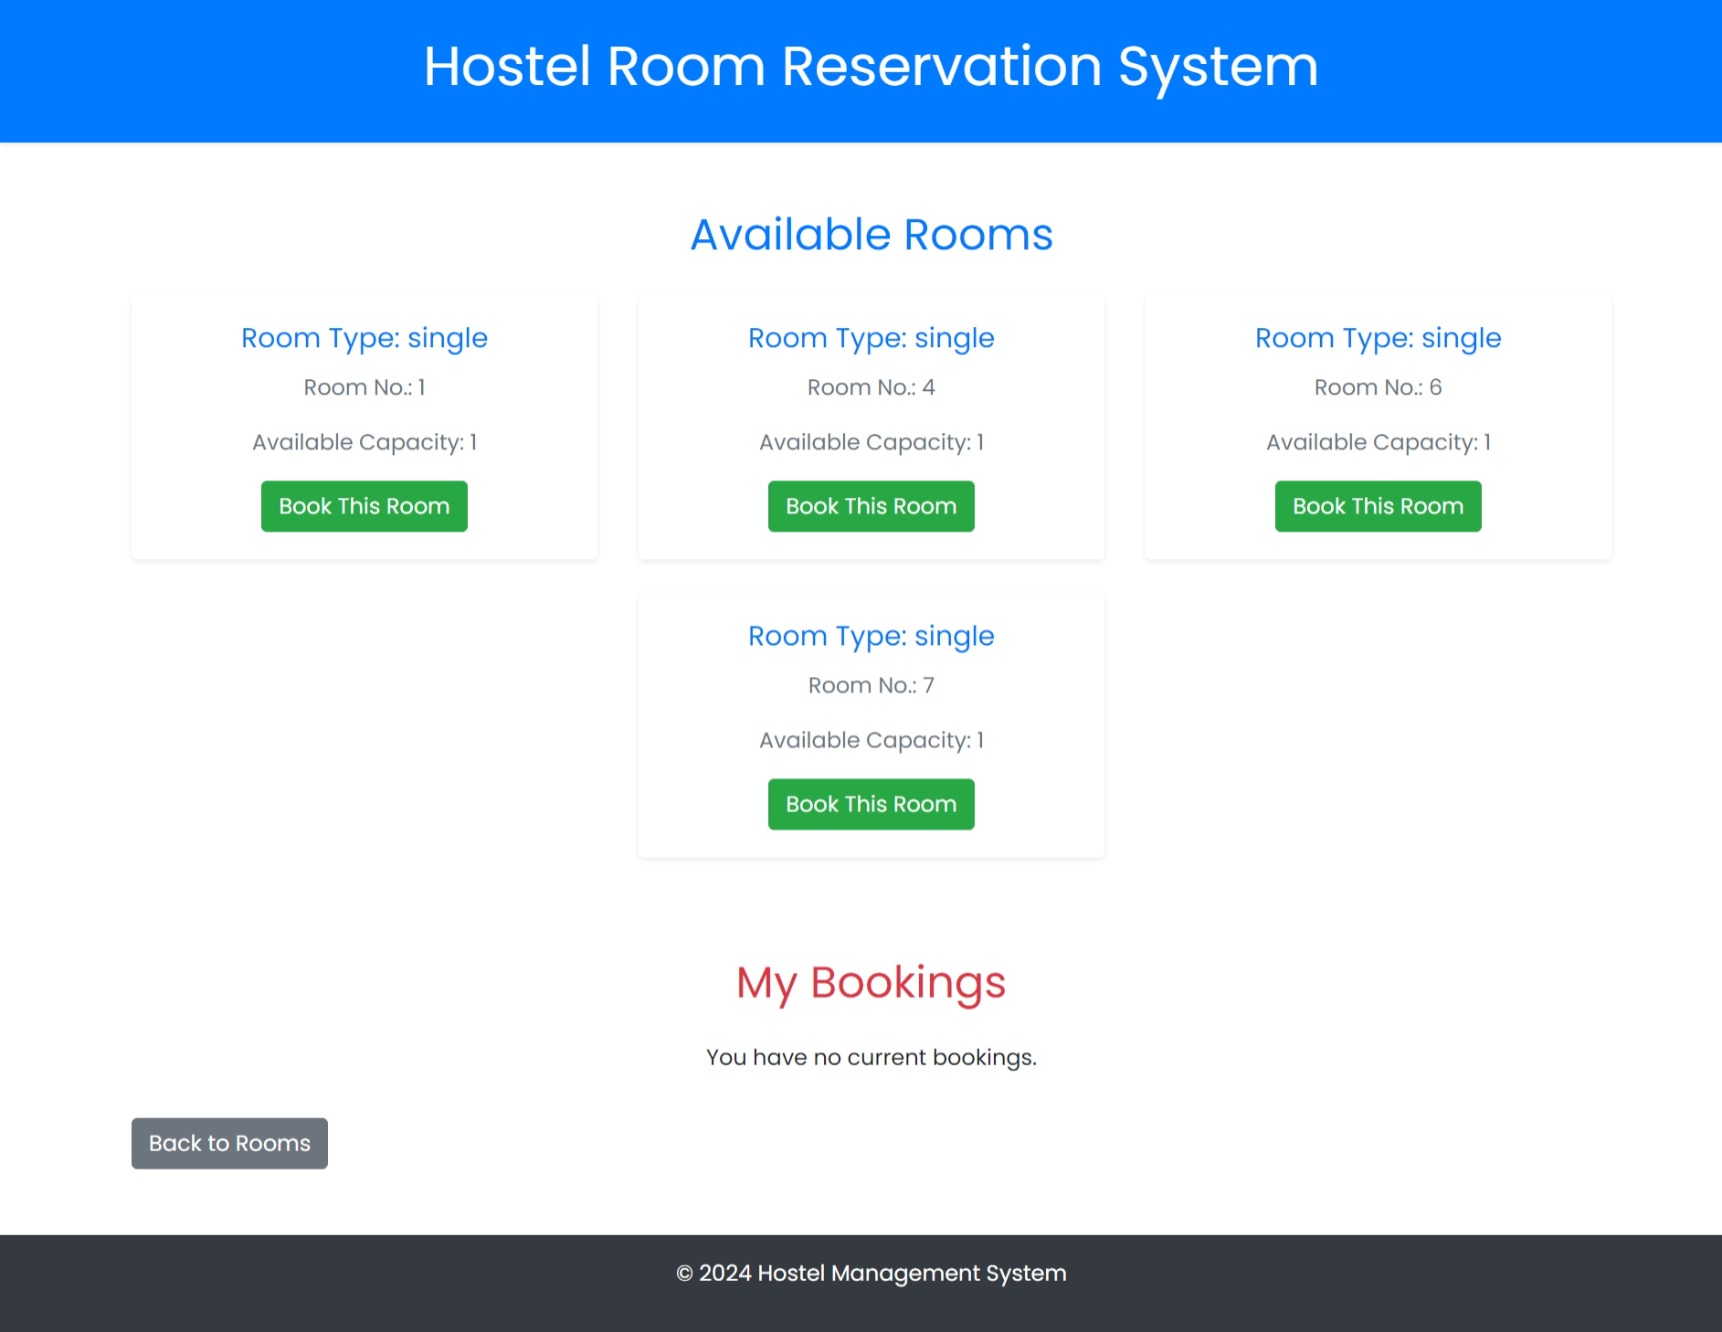 Hostel Room Reservation System
Available Rooms
Room Type: single
Room No.: 1
Available Capacity: 1
Book This Room
Room Type: single
Room No.: 4
Available Capacity: 1
Book This Room
Room Type: single
Room No.: 6
Available Capacity: 1
Book This Room
Room Type: single
Room No.: 7
Available Capacity: 1
Book This Room
My Bookings
You have no current bookings.
Back to Rooms
© 2024 Hostel Management System